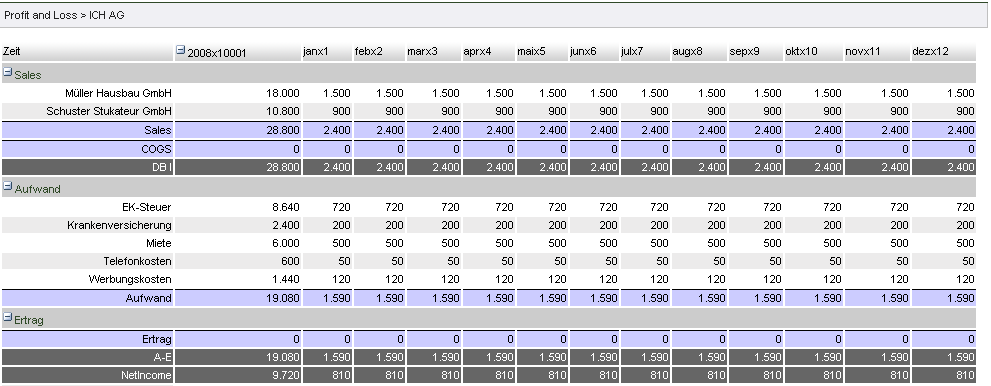 Profit and Loss > ICH AG
Zeit 2008x10001 janx1 febx2 marx3 aprx4 maix5 junx6 julx7 augx8 sepx9 oktx10 novx11 dezx12
Sales
Müller Hausbau GmbH 18.000 1.500 1.500 1.500 1.500 1.500 1.500 1.500 1.500 1.500 1.500 1.500 1.500
Schuster Stukateur GmbH 10.800 900 900 900 900 900 900 900 900 900 900 900 900
Sales 28.800 2.400 2.400 2.400 2.400 2.400 2.400 2.400 2.400 2.400 2.400 2.400 2.400
COGS 0 0 0 0 0 0 0 0 0 0 0 0 0
DB I 28.800 2.400 2.400 2.400 2.400 2.400 2.400 2.400 2.400 2.400 2.400 2.400 2.400
Aufwand
EK-Steuer 8.640 720 720 720 720 720 720 720 720 720 720 720 720
Krankenversicherung 2.400 200 200 200 200 200 200 200 200 200 200 200 200
Miete 6.000 500 500 500 500 500 500 500 500 500 500 500 500
Telefonkosten 600 50 50 50 50 50 50 50 50 50 50 50 50
Werbungskosten 1.440 120 120 120 120 120 120 120 120 120 120 120 120
Aufwand 19.080 1.590 1.590 1.590 1.590 1.590 1.590 1.590 1.590 1.590 1.590 1.590 1.590
Ertrag
Ertrag 0 0 0 0 0 0 0 0 0 0 0 0 0
A-E 19.080 1.590 1.590 1.590 1.590 1.590 1.590 1.590 1.590 1.590 1.590 1.590 1.590
NetIncome 9.720 810 810 810 810 810 810 810 810 810 810 810 810